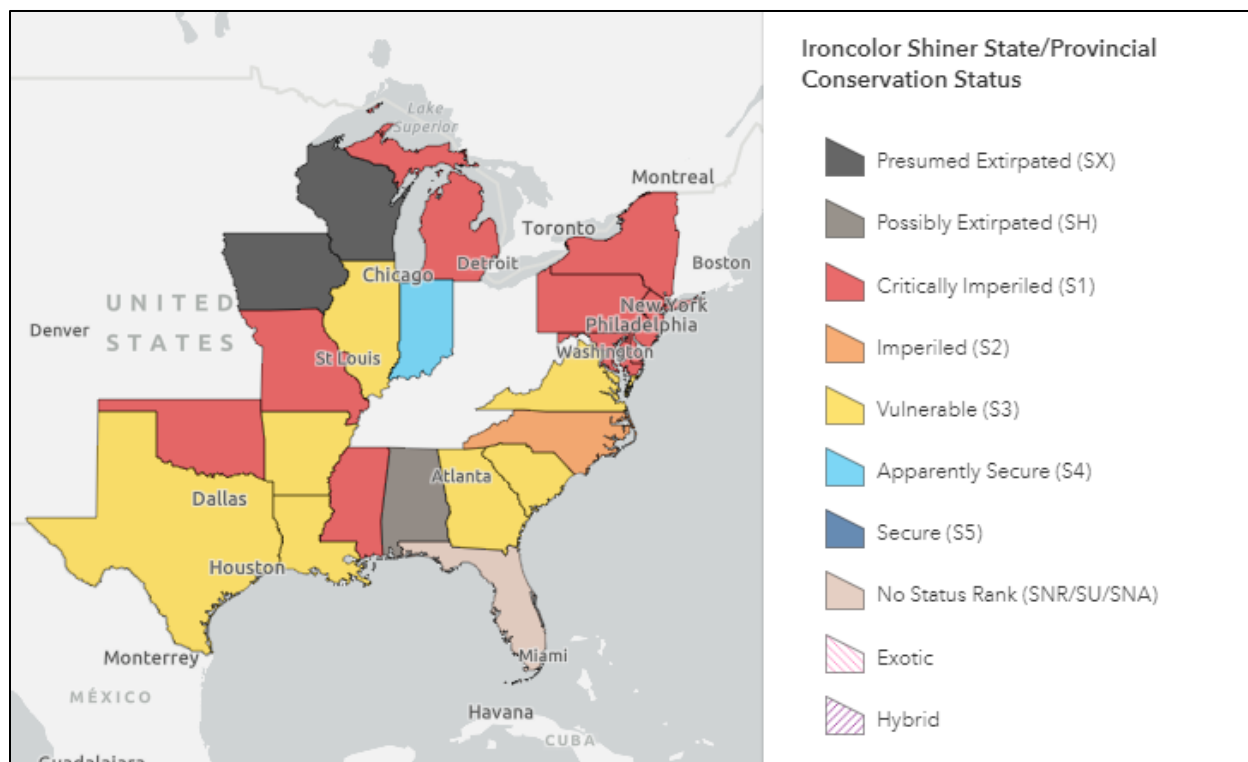 Ironcolor Shiner State/Provincial
Conservation Status
Presumed Extirpated (SX)
Possibly Extirpated (SH)
Critically Imperiled (S1)
Imperiled (S2)
Vulnerable (S3)
Apparently Secure (S4)
Secure (S5)
No Status Rank (SNR/SU/SNA)
Exotic
Hybrid
Lake
Superior
Montreal
Toronto
Boston
Detroit
Chicago
UNITED
STATES
Denver
New York
Philadelphia
Washington
St Louis
Atlanta
Dallas
Houston
Monterrey
Miami
MÉXICO
Havana
CUBA
Guadalajara